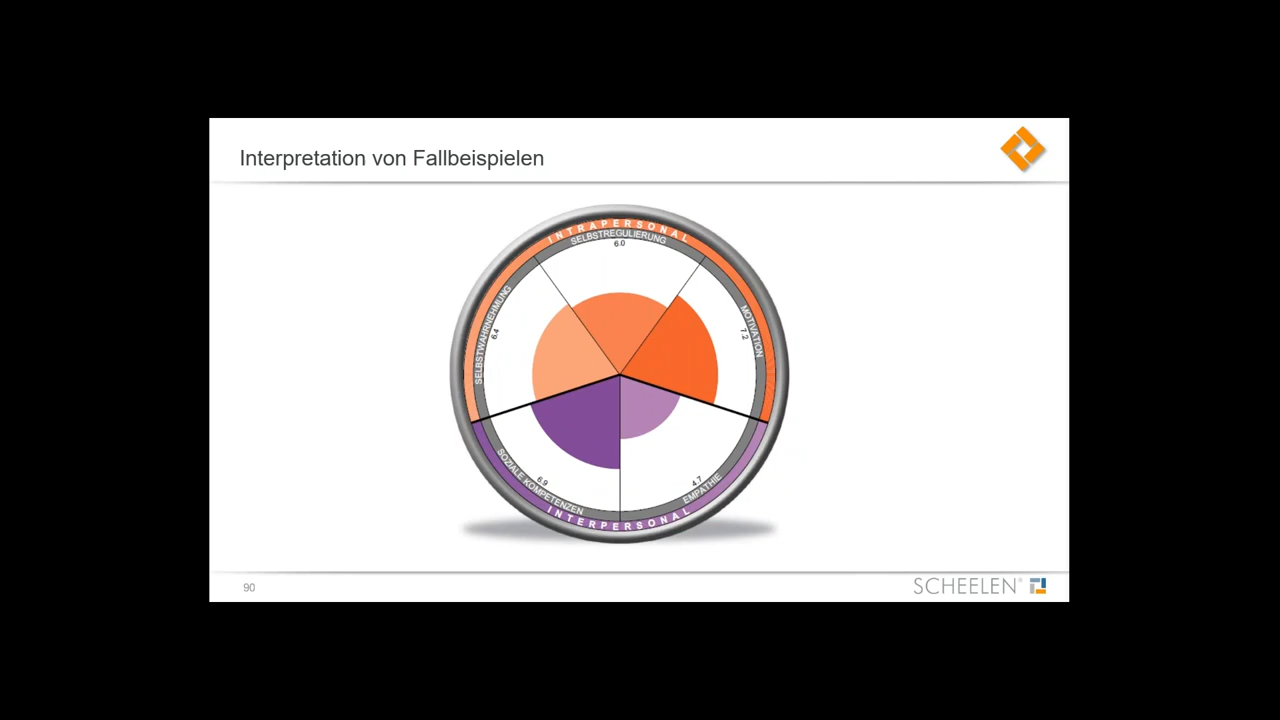 Interpretation von Fallbeispielen
INTRAPERSONAL
SELBSTREGULIERUNG
6.0
SELBSTWAHRNEHMUNG
6.4
MOTIVATION
7.2
SOZIALE KOMPETENZEN
6.9
EMPATHIE
4.7
INTERPERSONAL
90
SCHEELEN®